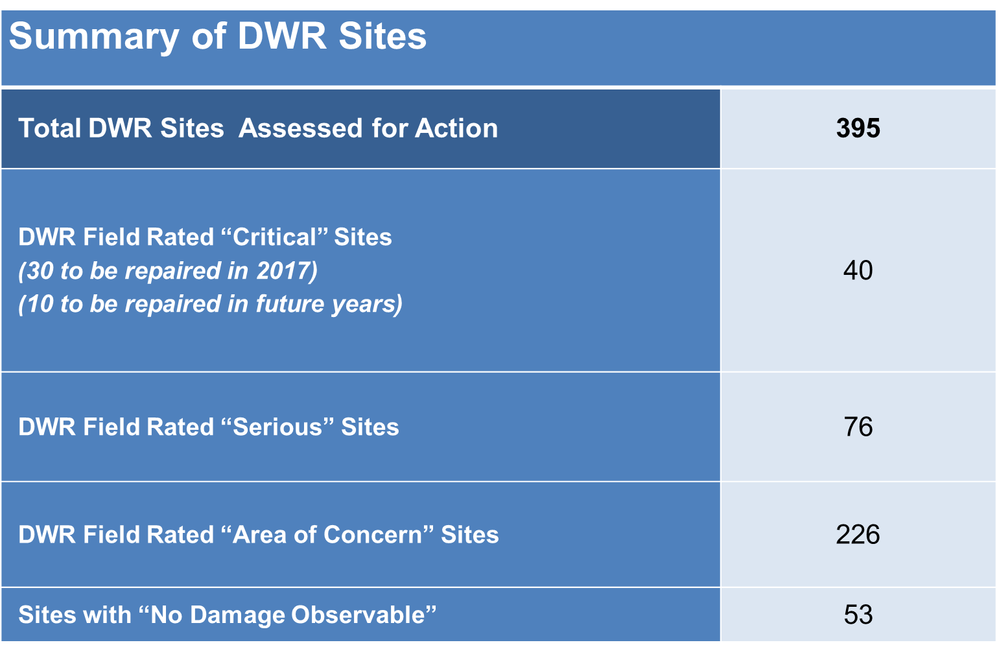 Summary of DWR Sites
Total DWR Sites  Assessed for Action
395
DWR Field Rated “Critical” Sites
(30 to be repaired in 2017)
(10 to be repaired in future years)
40
DWR Field Rated “Serious” Sites
76
DWR Field Rated “Area of Concern” Sites
226
Sites with “No Damage Observable”
53